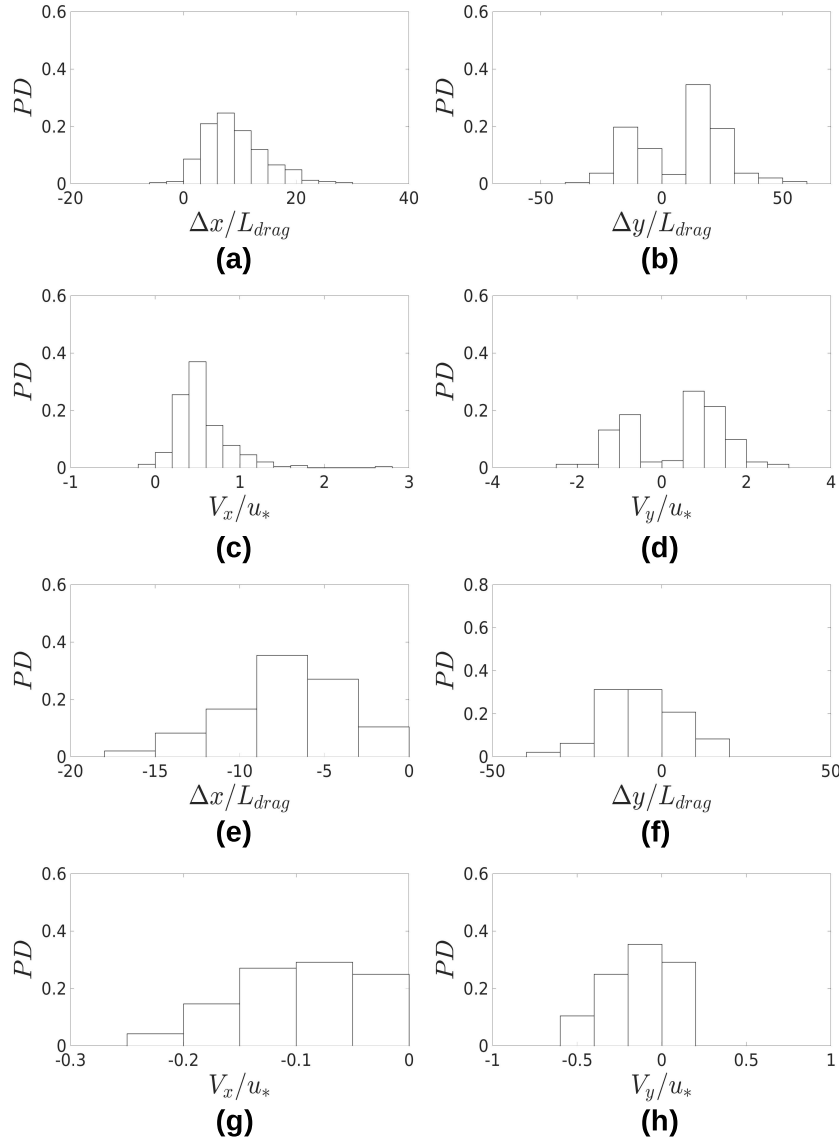 0.6
0.4
0.2
0
PD
-20
0
20
40
Δx/L_drag
(a)
0.6
0.4
0.2
0
PD
-50
0
50
Δy/L_drag
(b)
0.6
0.4
0.2
0
PD
-1
0
1
2
3
V_x/u_*
(c)
0.6
0.4
0.2
0
PD
-4
-2
0
2
4
V_y/u_*
(d)
0.6
0.4
0.2
0
PD
-20
-15
-10
-5
0
Δx/L_drag
(e)
0.8
0.6
0.4
0.2
0
PD
-50
0
50
Δy/L_drag
(f)
0.6
0.4
0.2
0
PD
-0.3
-0.2
-0.1
0
V_x/u_*
(g)
0.6
0.4
0.2
0
PD
-1
-0.5
0
0.5
1
V_y/u_*
(h)